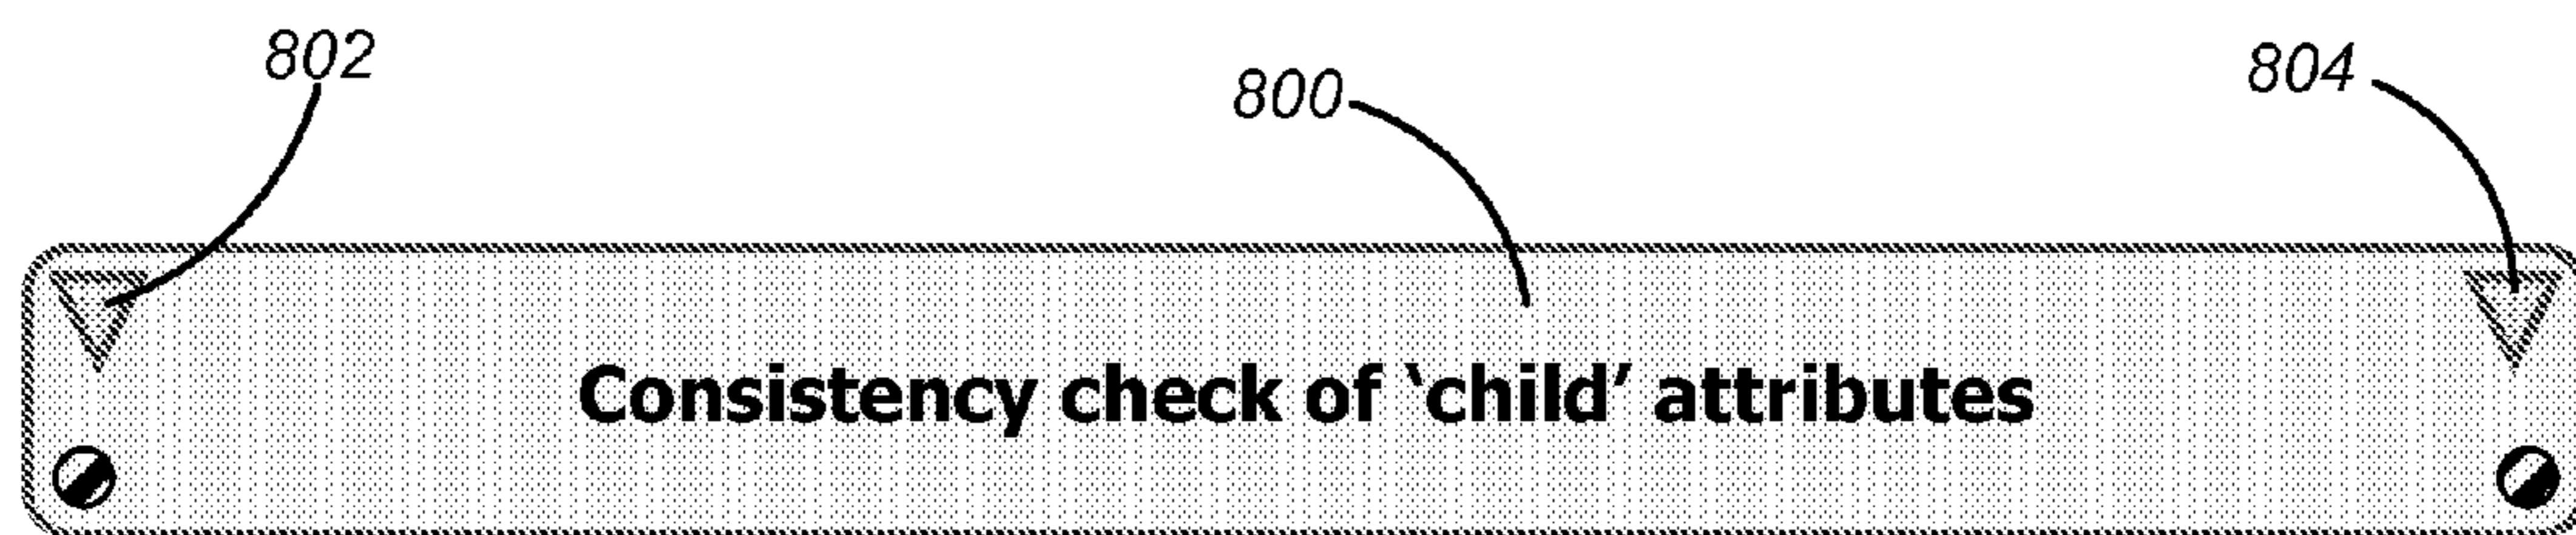 802
800
804
Consistency check of ‘child’ attributes